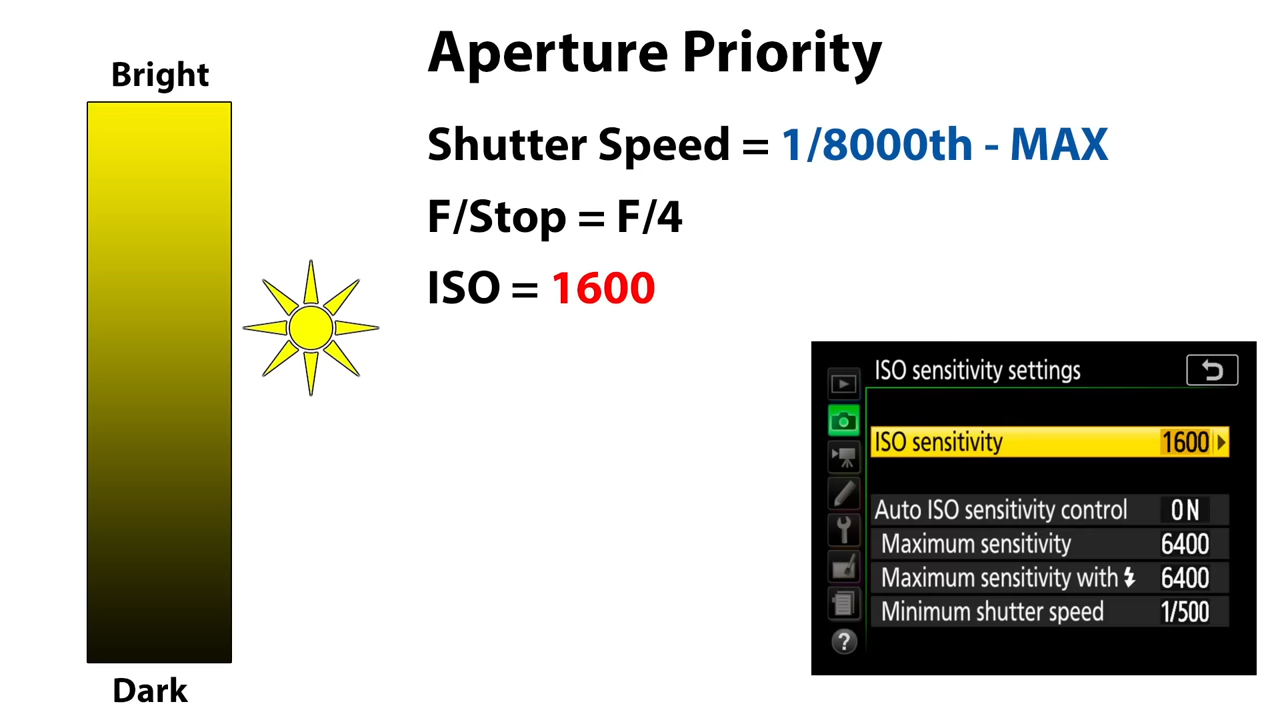 Bright
Dark
Aperture Priority
Shutter Speed = 1/8000th - MAX
F/Stop = F/4
ISO = 1600
ISO sensitivity settings
ISO sensitivity 1600
Auto ISO sensitivity control ON
Maximum sensitivity 6400
Maximum sensitivity with 6400
Minimum shutter speed 1/500
?